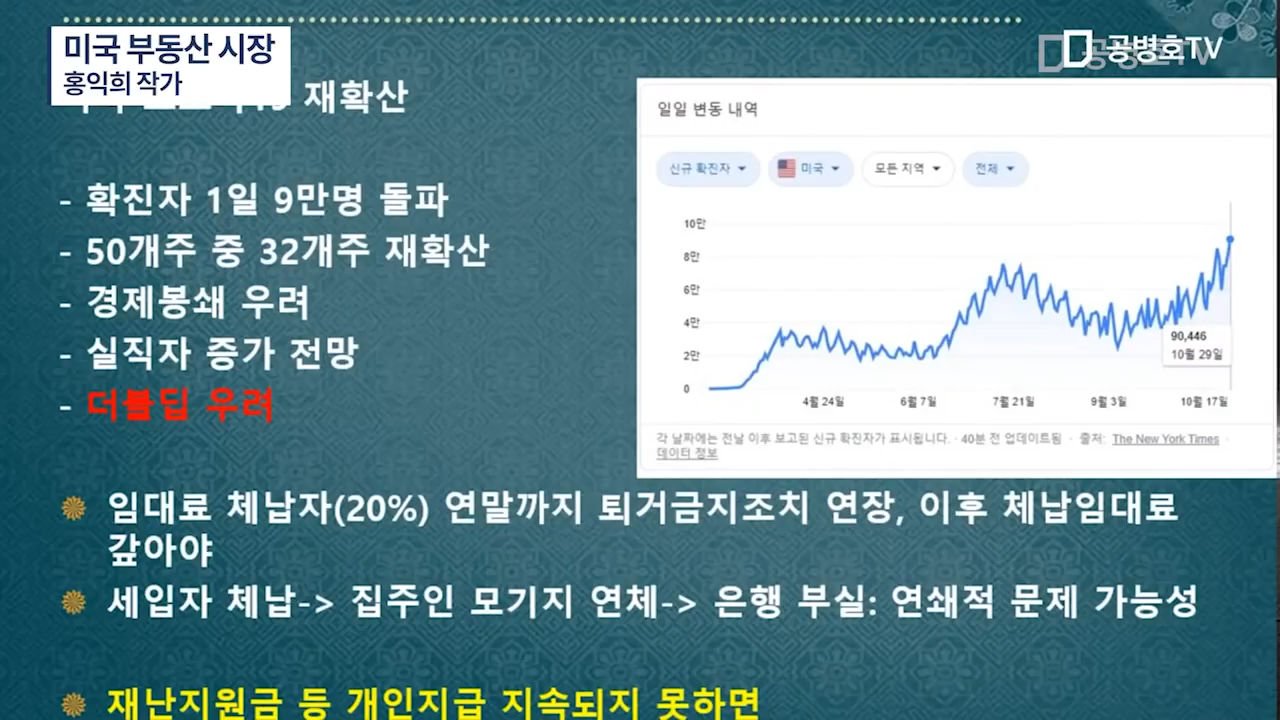 미국 부동산 시장
홍익희 작가
공병호TV
재확산
- 확진자 1일 9만명 돌파
- 50개주 중 32개주 재확산
- 경제봉쇄 우려
- 실직자 증가 전망
- 더블딥 우려
일일 변동 내역
신규 확진자
미국
모든 지역
전체
10만
8만
6만
4만
2만
0
90,446
10월 29일
4월 24일
6월 7일
7월 21일
9월 3일
10월 17일
각 날짜에는 전날 이후 보고된 신규 확진자가 표시됩니다. · 40분 전 업데이트됨 · 출처: The New York Times ·
데이터 정보
임대료 체납자(20%) 연말까지 퇴거금지조치 연장, 이후 체납임대료
갚아야
세입자 체납-> 집주인 모기지 연체-> 은행 부실: 연쇄적 문제 가능성
재난지원금 등 개인지급 지속되지 못하면